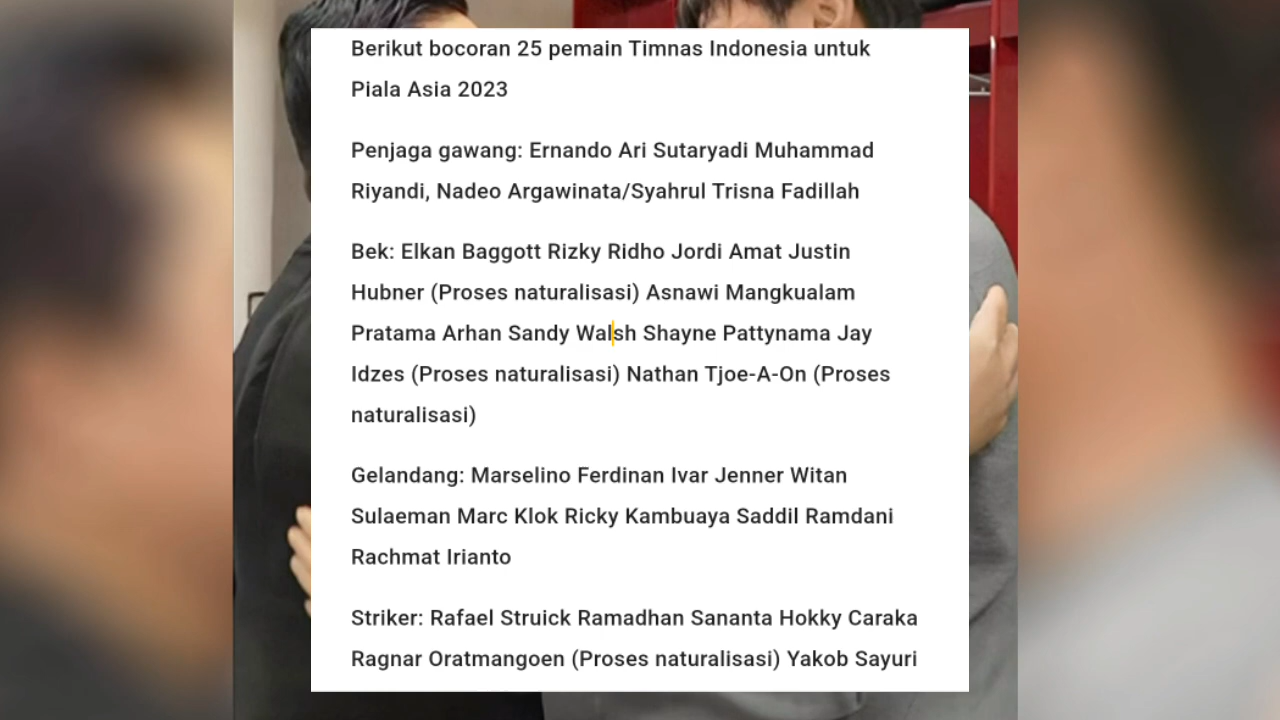 Berikut bocoran 25 pemain Timnas Indonesia untuk
Piala Asia 2023
Penjaga gawang: Ernando Ari Sutaryadi Muhammad
Riyandi, Nadeo Argawinata/Syahrul Trisna Fadillah
Bek: Elkan Baggott Rizky Ridho Jordi Amat Justin
Hubner (Proses naturalisasi) Asnawi Mangkualam
Pratama Arhan Sandy Walsh Shayne Pattynama Jay
Idzes (Proses naturalisasi) Nathan Tjoe-A-On (Proses
naturalisasi)
Gelandang: Marselino Ferdinan Ivar Jenner Witan
Sulaeman Marc Klok Ricky Kambuaya Saddil Ramdani
Rachmat Irianto
Striker: Rafael Struick Ramadhan Sananta Hokky Caraka
Ragnar Oratmangoen (Proses naturalisasi) Yakob Sayuri